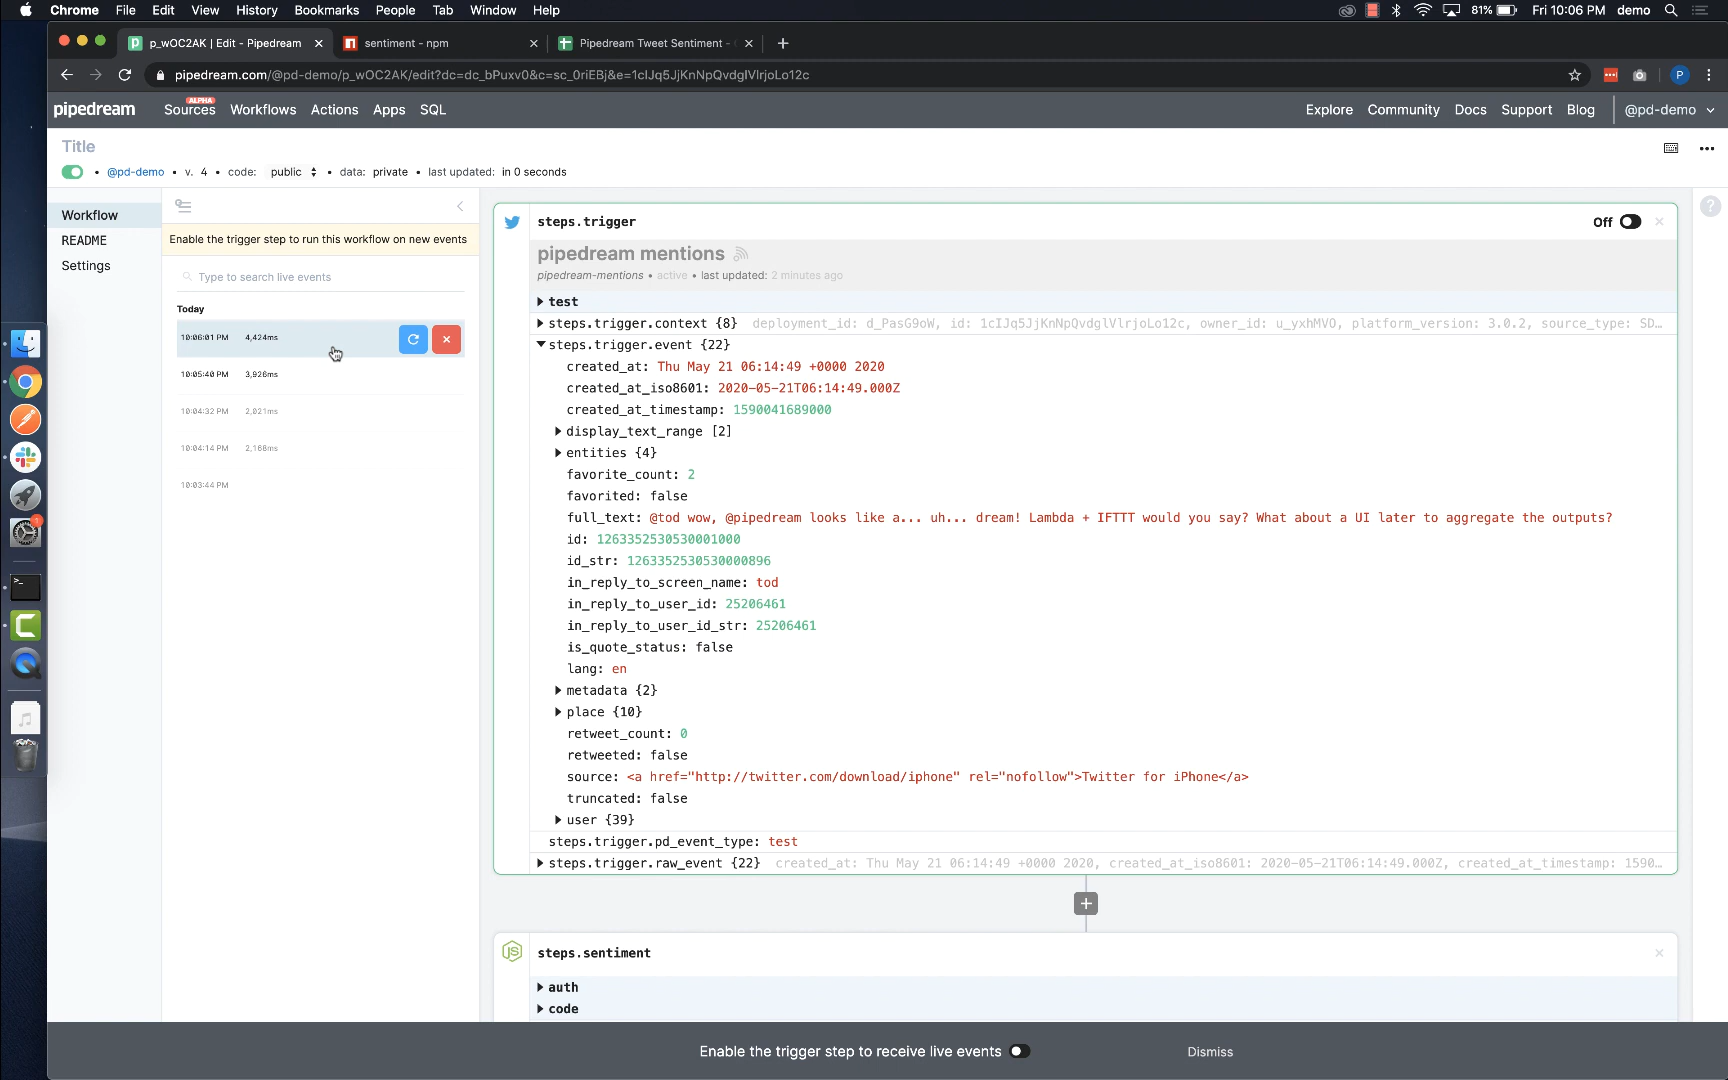 Chrome File Edit View History Bookmarks People Tab Window Help 81% Fri 10:06 PM demo
p_wOC2AK | Edit - Pipedream sentiment - npm Pipedream Tweet Sentiment -
pipedream.com/@pd-demo/p_wOC2AK/edit?dc=dc_bPuxv0&c=sc_0riEBj&e=1cIJq5JjKnNpQvdgIVlrjoLo12c P
ALPHA
pipedream Sources Workflows Actions Apps SQL Explore Community Docs Support Blog @pd-demo
Title
• @pd-demo • v. 4 • code: public • data: private • last updated: in 0 seconds
Workflow
README
Settings
Enable the trigger step to run this workflow on new events
Type to search live events
Today
10:06:01 PM 4,424ms
10:05:40 PM 3,926ms
10:04:32 PM 2,021ms
10:04:14 PM 2,168ms
10:03:44 PM
steps.trigger Off
pipedream mentions
pipedream-mentions • active • last updated: 2 minutes ago
test
steps.trigger.context {8} deployment_id: d_PasG9oW, id: 1cIJq5JjKnNpQvdglVlrjoLo12c, owner_id: u_yxhMVO, platform_version: 3.0.2, source_type: SD…
steps.trigger.event {22}
created_at: Thu May 21 06:14:49 +0000 2020
created_at_iso8601: 2020-05-21T06:14:49.000Z
created_at_timestamp: 1590041689000
display_text_range [2]
entities {4}
favorite_count: 2
favorited: false
full_text: @tod wow, @pipedream looks like a... uh... dream! Lambda + IFTTT would you say? What about a UI later to aggregate the outputs?
id: 1263352530530001000
id_str: 1263352530530000896
in_reply_to_screen_name: tod
in_reply_to_user_id: 25206461
in_reply_to_user_id_str: 25206461
is_quote_status: false
lang: en
metadata {2}
place {10}
retweet_count: 0
retweeted: false
source: <a href="http://twitter.com/download/iphone" rel="nofollow">Twitter for iPhone</a>
truncated: false
user {39}
steps.trigger.pd_event_type: test
steps.trigger.raw_event {22} created_at: Thu May 21 06:14:49 +0000 2020, created_at_iso8601: 2020-05-21T06:14:49.000Z, created_at_timestamp: 1590…
steps.sentiment
auth
code
Enable the trigger step to receive live events Dismiss